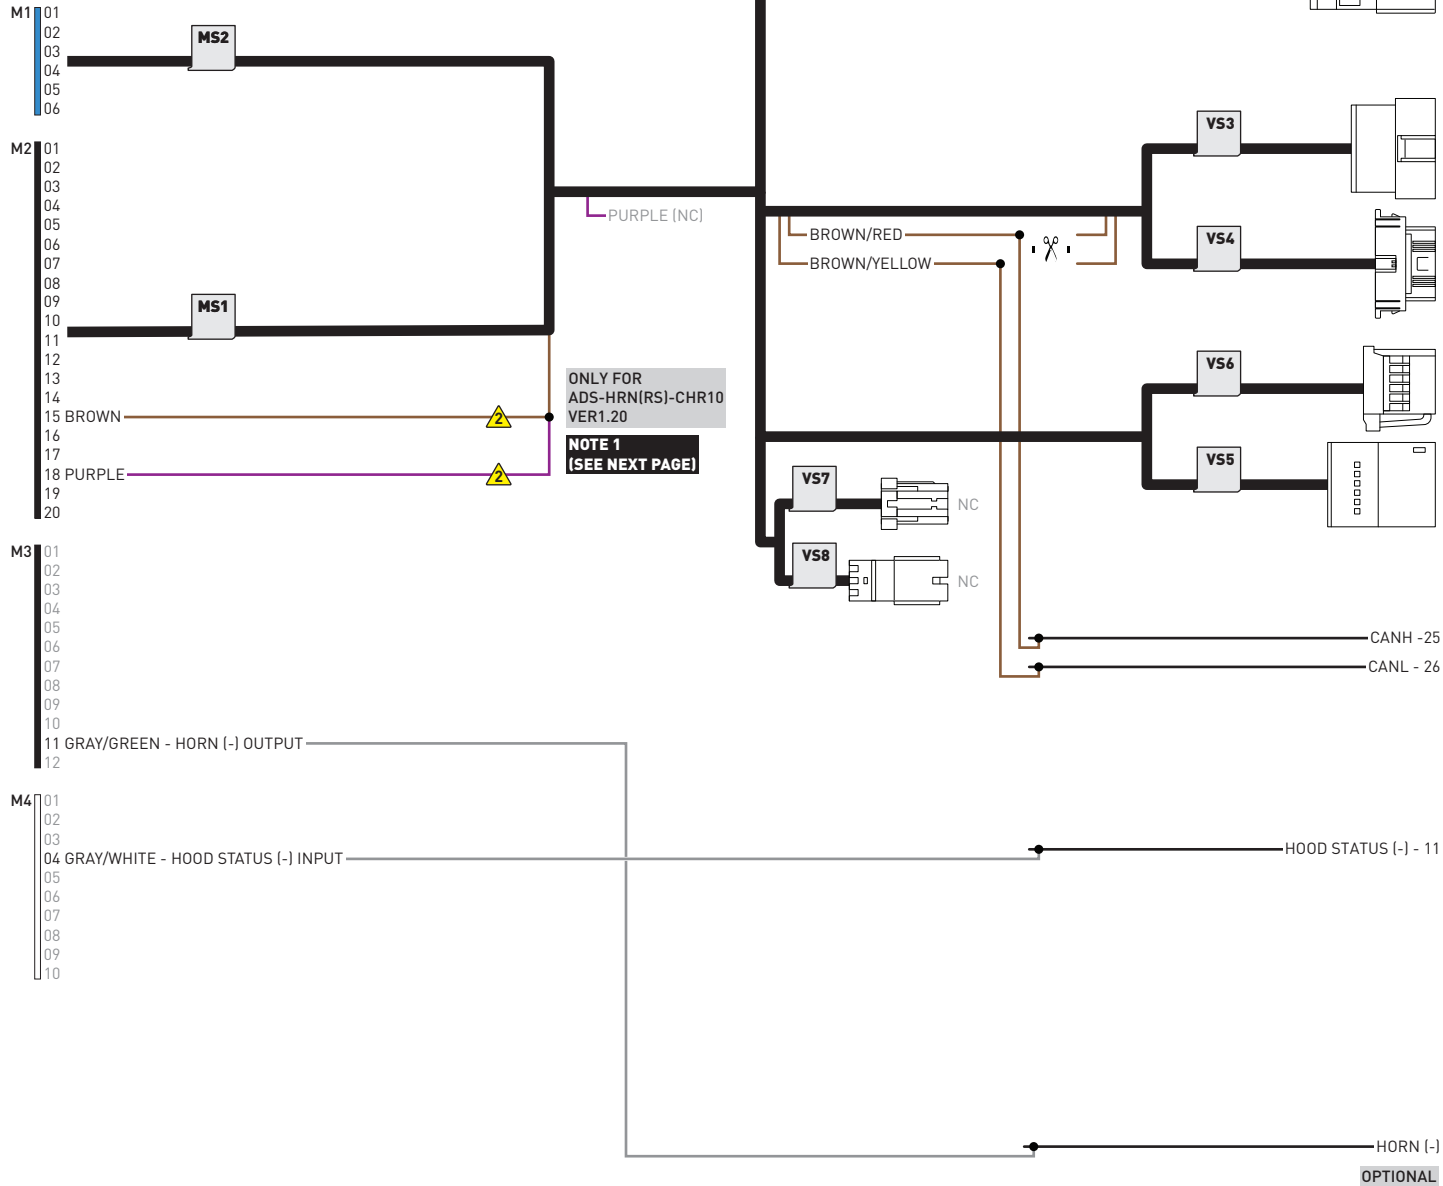 M1 01
02
03
04
05
06
MS2
M2 01
02
03
04
05
06
07
08
09
10
11
12
13
14
15 BROWN
16
17
18 PURPLE
19
20
MS1
2
2
PURPLE (NC)
ONLY FOR
ADS-HRN(RS)-CHR10
VER1.20
NOTE 1
(SEE NEXT PAGE)
BROWN/RED
BROWN/YELLOW
VS3
VS4
VS6
VS5
VS7
NC
VS8
NC
M3 01
02
03
04
05
06
07
08
09
10
11 GRAY/GREEN - HORN (-) OUTPUT
12
CANH -25
CANL - 26
M4 01
02
03
04 GRAY/WHITE - HOOD STATUS (-) INPUT
05
06
07
08
09
10
HOOD STATUS (-) - 11
HORN (-)
OPTIONAL